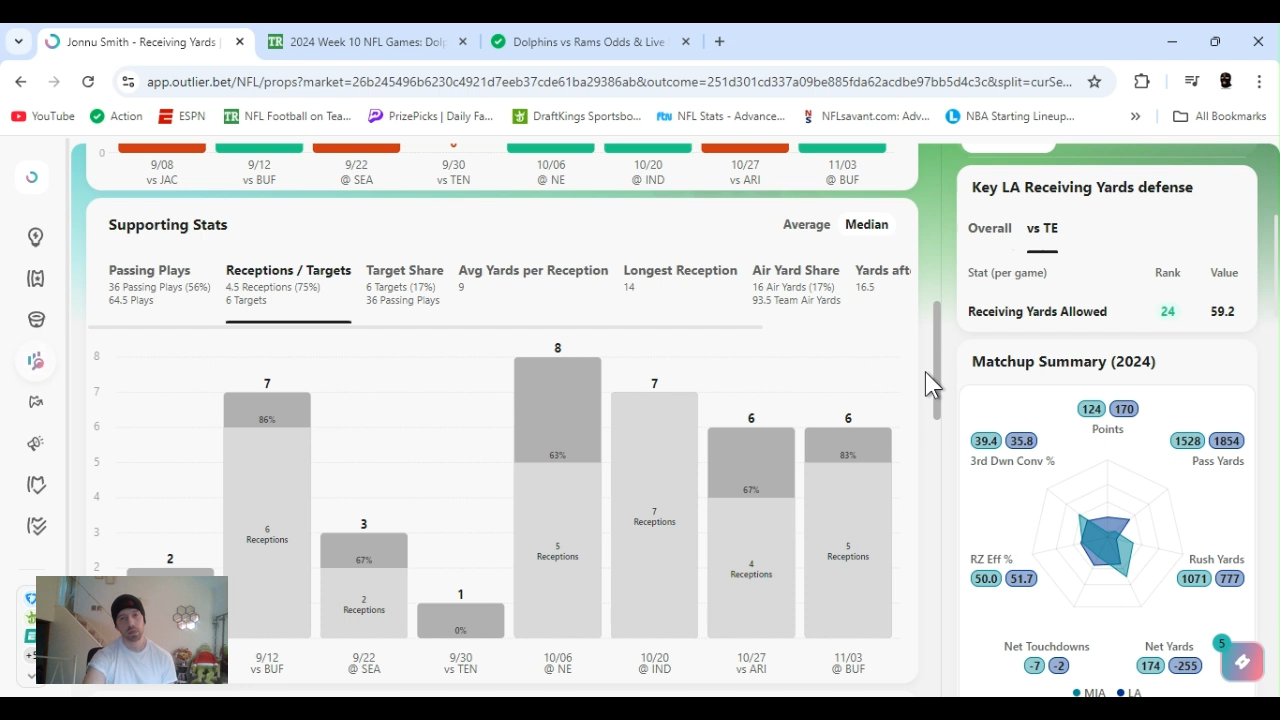 Jonnu Smith - Receiving Yards
2024 Week 10 NFL Games: Dol
Dolphins vs Rams Odds & Live
app.outlier.bet/NFL/props?market=26b245496b6230c4921d7eeb37cde61ba29386ab&outcome=251d301cd337a09be885fda62acdbe97bb5d4c3c&split=curSe...
YouTube
Action
ESPN
NFL Football on Tea...
PrizePicks | Daily Fa...
DraftKings Sportsbo...
NFL Stats - Advance...
NFLsavant.com: Adv...
NBA Starting Lineup...
»
All Bookmarks
0
9/08 9/12 9/22 9/30 10/06 10/20 10/27 11/03
vs JAC vs BUF @ SEA vs TEN @ NE @ IND vs ARI @ BUF
Supporting Stats
Average Median
Passing Plays
36 Passing Plays (56%)
64.5 Plays
Receptions / Targets
4.5 Receptions (75%)
6 Targets
Target Share
6 Targets (17%)
36 Passing Plays
Avg Yards per Reception
9
Longest Reception
14
Air Yard Share
16 Air Yards (17%)
93.5 Team Air Yards
Yards aft
16.5
8
7
6
5
4
3
2
2
7
86%
6
Receptions
3
67%
2
Receptions
1
0%
8
63%
5
Receptions
7
7
Receptions
6
67%
4
Receptions
6
83%
5
Receptions
9/12 9/22 9/30 10/06 10/20 10/27 11/03
vs BUF @ SEA vs TEN @ NE @ IND vs ARI @ BUF
Key LA Receiving Yards defense
Overall vs TE
Stat (per game) Rank Value
Receiving Yards Allowed 24 59.2
Matchup Summary (2024)
124 170
Points
39.4 35.8
3rd Dwn Conv %
1528 1854
Pass Yards
RZ Eff %
50.0 51.7
Rush Yards
1071 777
Net Touchdowns
-7 -2
Net Yards
174 -255
5
MIA LA